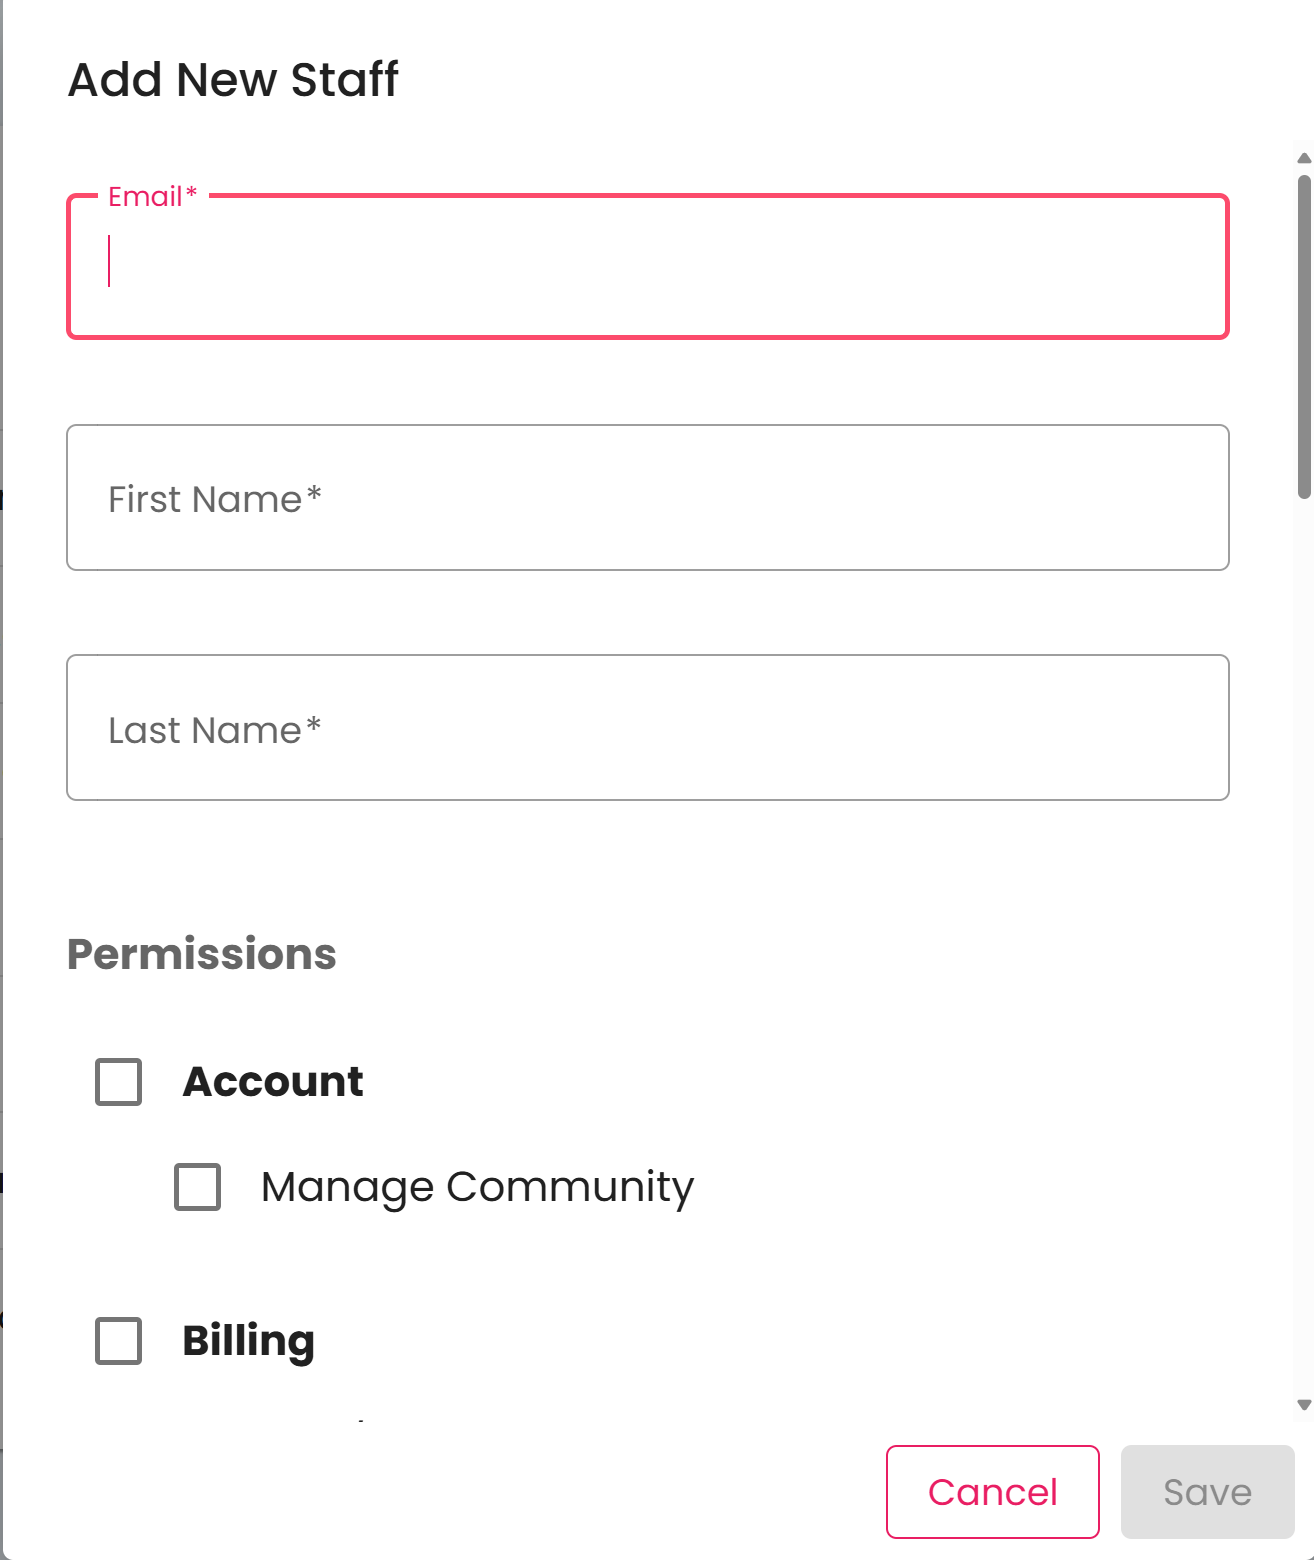 Add New Staff
Email*
First Name*
Last Name*
Permissions
Account
Manage Community
Billing
Cancel
Save